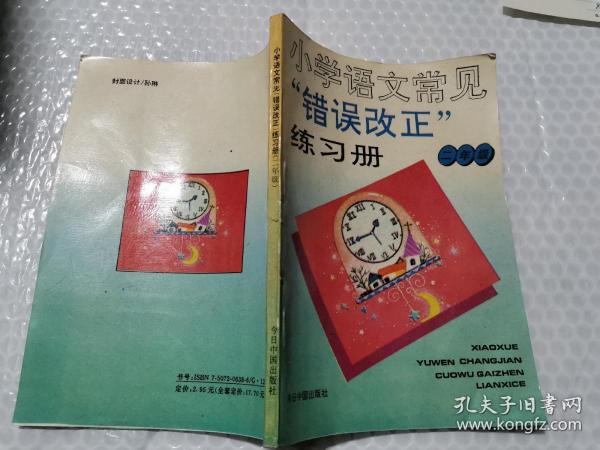 封面设计/孙琳
书号:ISBN 7-5072-0638-6/G·12
定价:2.95元(全套定价:17.70元
小学语文常见“错误改正”练习册(二年级)
今日中国出版社
小学语文常见
“错误改正”
练习册
二年级
XIAOXUE
YUWEN CHANGJIAN
CUOWU GAIZHEN
LIANXICE
今日中国出版社
孔夫子旧书网
www.kongfz.com